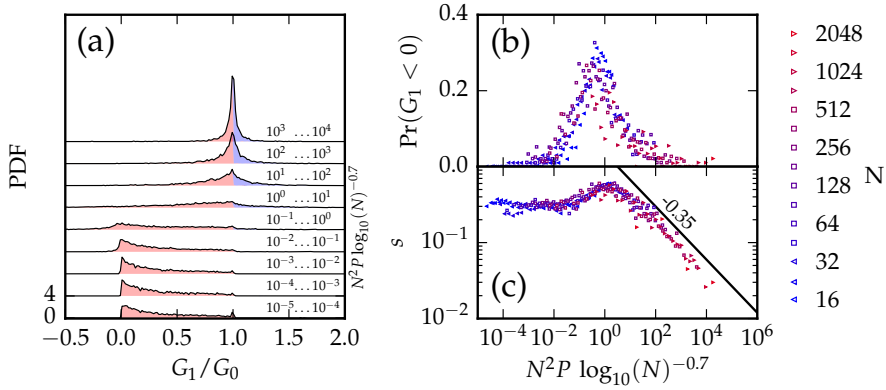 (a)
PDF
10³ …10⁴
10² …10³
10¹ …10²
10⁰ …10¹
10⁻¹…10⁰
10⁻²…10⁻¹
10⁻³…10⁻²
10⁻⁴…10⁻³
10⁻⁵…10⁻⁴
4
0
N²P log₁₀(N)⁻⁰·⁷
−0.5 0.0 0.5 1.0 1.5 2.0
G₁/G₀
(b)
Pr(G₁ < 0)
0.4
0.2
0.0
(c)
s
10⁻¹
10⁻²
-0.35
10⁻⁴ 10⁻² 10⁰ 10² 10⁴ 10⁶
N²P log₁₀(N)⁻⁰·⁷
2048
1024
512
256
128
64
32
16
N